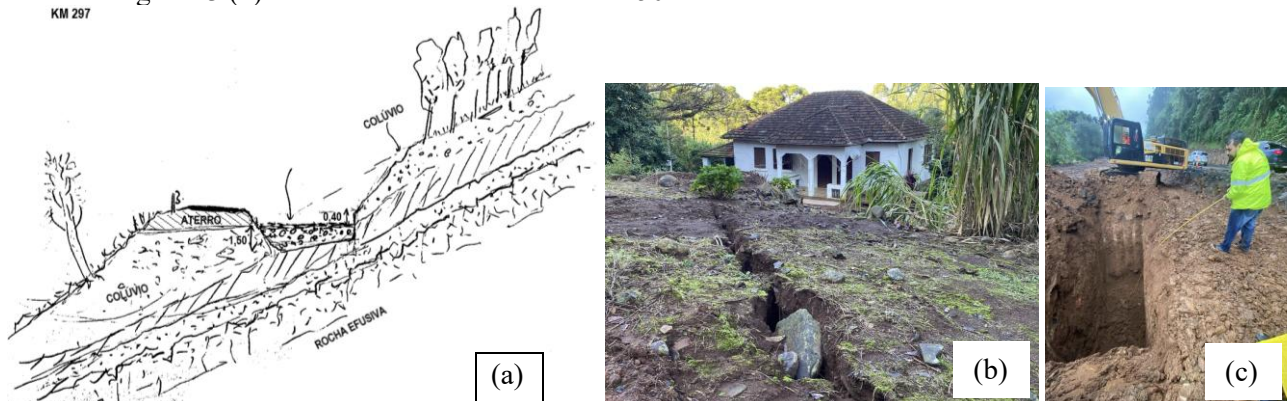 KM 297
COLÚVIO
ATERRO
0,40
~1,50
COLÚVIO
ROCHA EFUSIVA
(a)
(b)
(c)